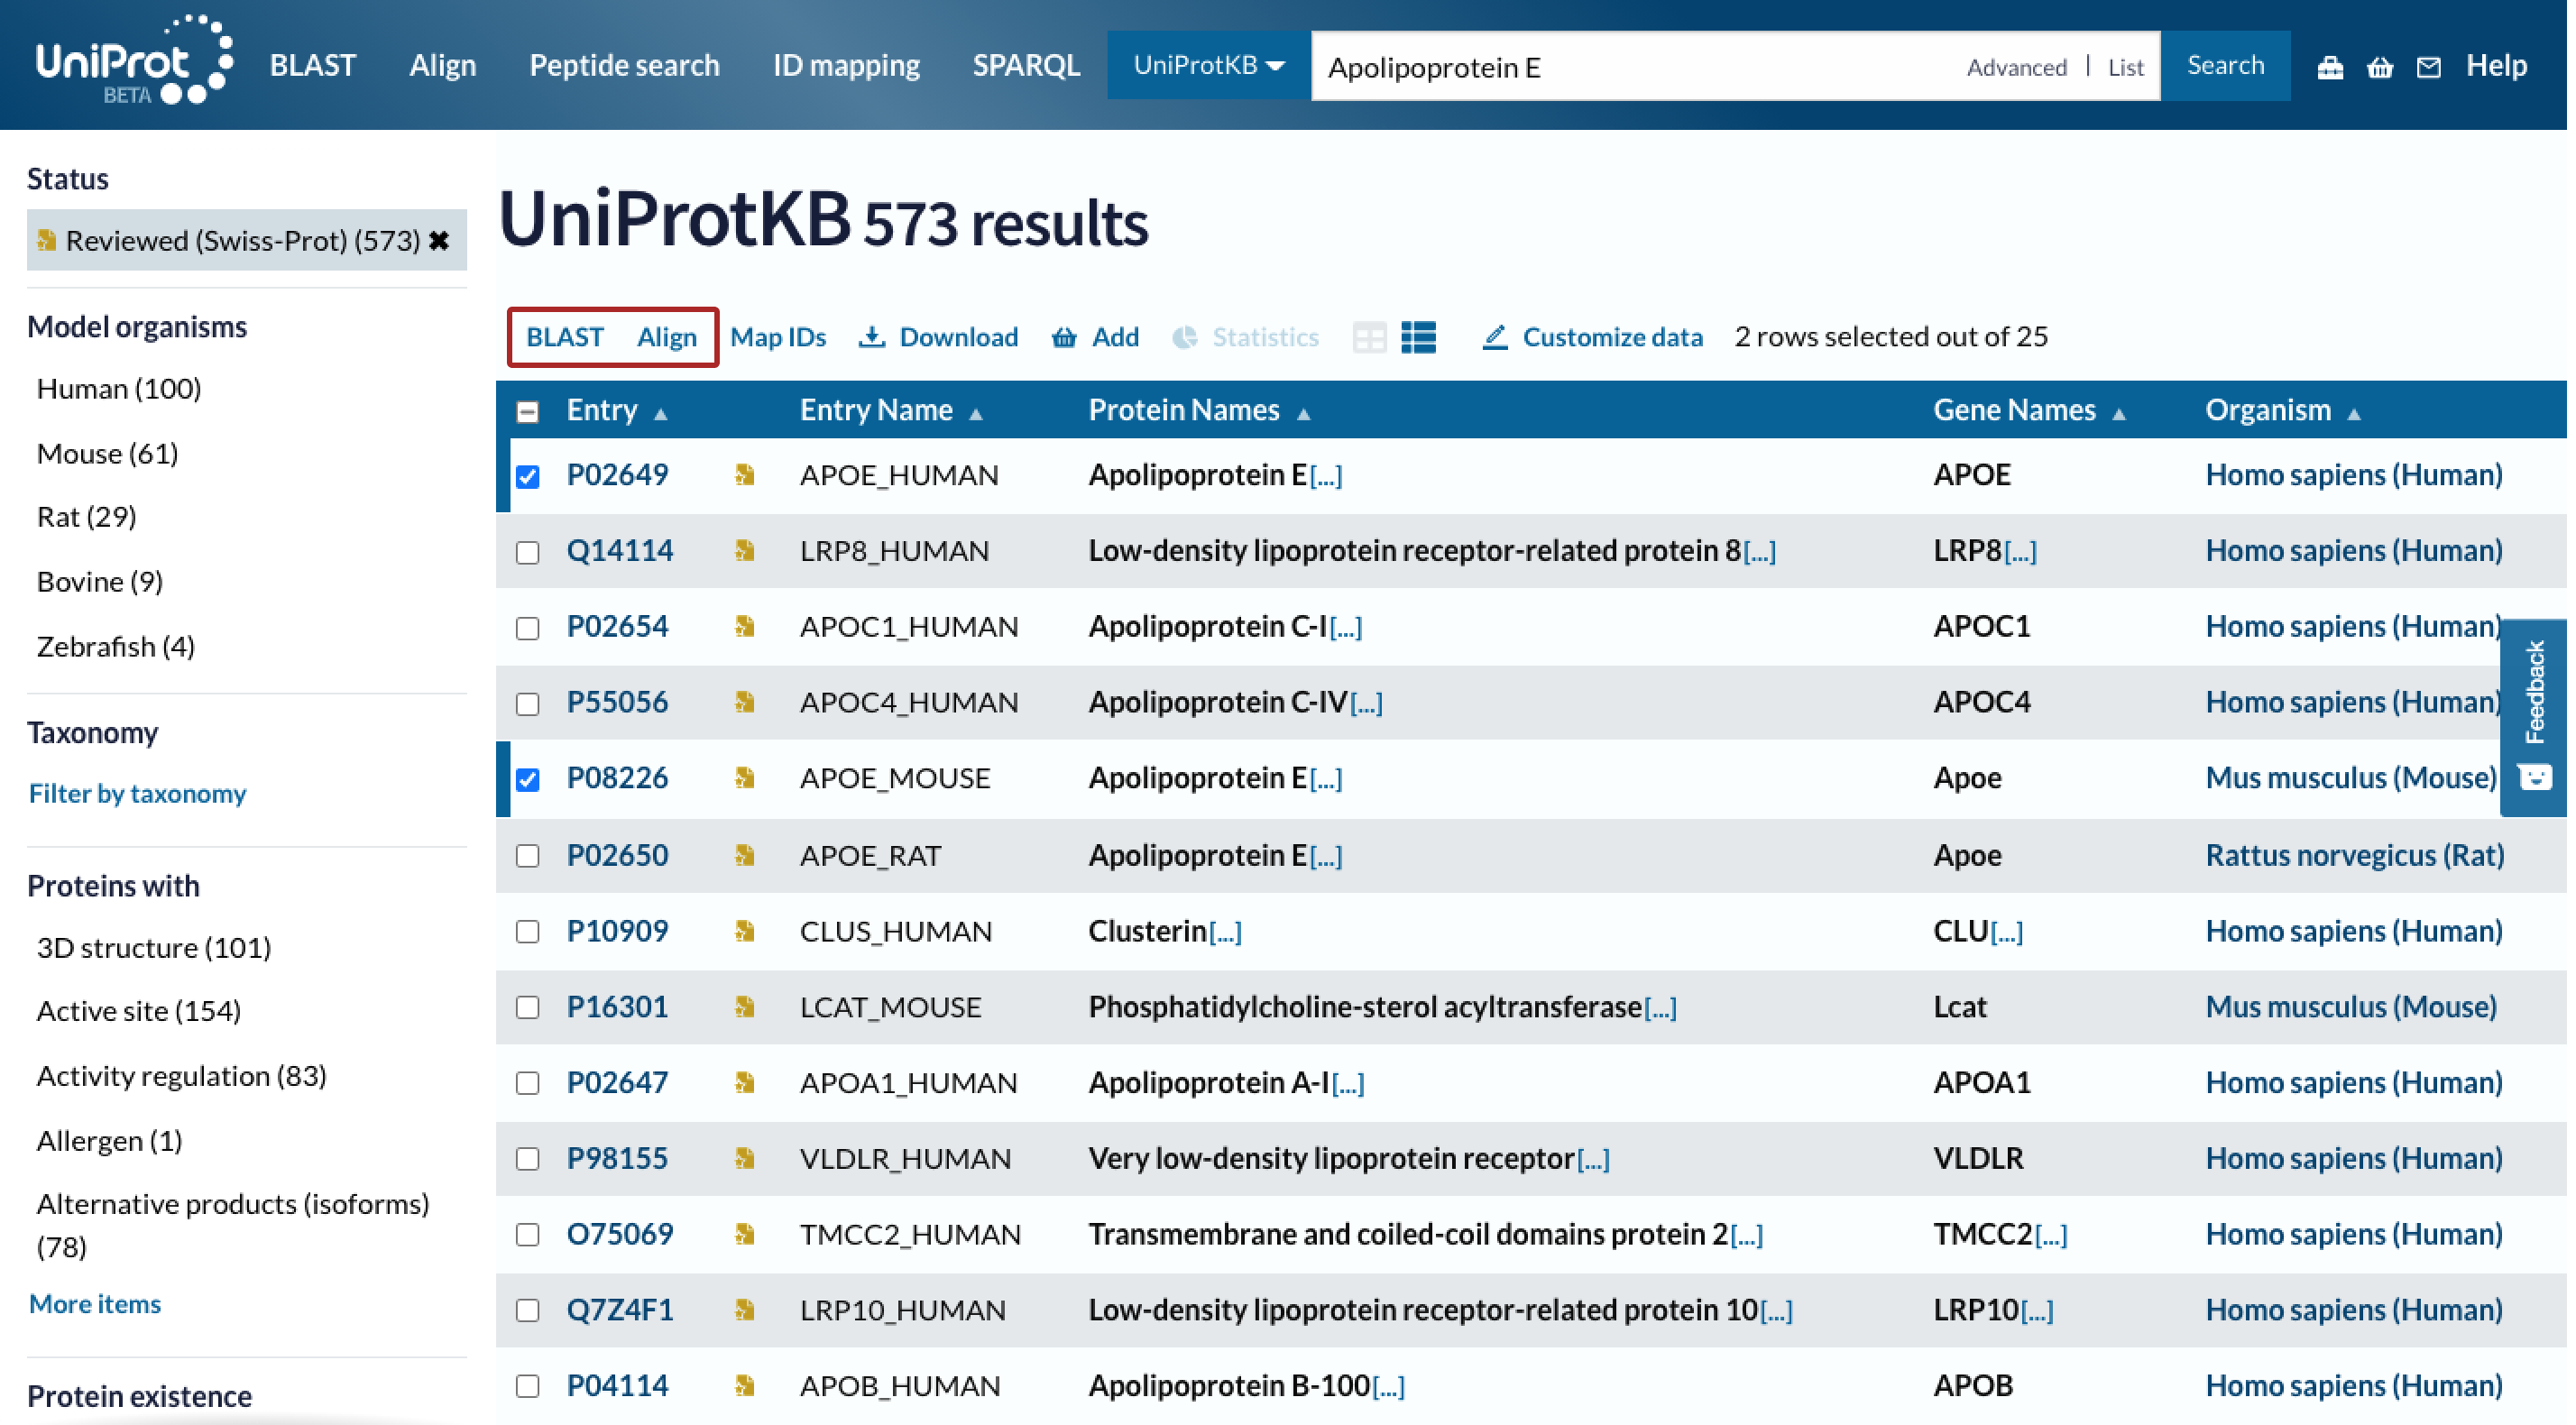 UniProt BETA BLAST Align Peptide search ID mapping SPARQL UniProtKB Apolipoprotein E Advanced | List Search Help
Status
Reviewed (Swiss-Prot) (573) ✖
Model organisms
Human (100)
Mouse (61)
Rat (29)
Bovine (9)
Zebrafish (4)
Taxonomy
Filter by taxonomy
Proteins with
3D structure (101)
Active site (154)
Activity regulation (83)
Allergen (1)
Alternative products (isoforms)
(78)
More items
Protein existence
UniProtKB 573 results
BLAST Align Map IDs Download Add Statistics Customize data 2 rows selected out of 25
Entry Entry Name Protein Names Gene Names Organism
P02649 APOE_HUMAN Apolipoprotein E[...] APOE Homo sapiens (Human)
Q14114 LRP8_HUMAN Low-density lipoprotein receptor-related protein 8[...] LRP8[...] Homo sapiens (Human)
P02654 APOC1_HUMAN Apolipoprotein C-I[...] APOC1 Homo sapiens (Human)
P55056 APOC4_HUMAN Apolipoprotein C-IV[...] APOC4 Homo sapiens (Human)
P08226 APOE_MOUSE Apolipoprotein E[...] Apoe Mus musculus (Mouse)
P02650 APOE_RAT Apolipoprotein E[...] Apoe Rattus norvegicus (Rat)
P10909 CLUS_HUMAN Clusterin[...] CLU[...] Homo sapiens (Human)
P16301 LCAT_MOUSE Phosphatidylcholine-sterol acyltransferase[...] Lcat Mus musculus (Mouse)
P02647 APOA1_HUMAN Apolipoprotein A-I[...] APOA1 Homo sapiens (Human)
P98155 VLDLR_HUMAN Very low-density lipoprotein receptor[...] VLDLR Homo sapiens (Human)
O75069 TMCC2_HUMAN Transmembrane and coiled-coil domains protein 2[...] TMCC2[...] Homo sapiens (Human)
Q7Z4F1 LRP10_HUMAN Low-density lipoprotein receptor-related protein 10[...] LRP10[...] Homo sapiens (Human)
P04114 APOB_HUMAN Apolipoprotein B-100[...] APOB Homo sapiens (Human)
Feedback